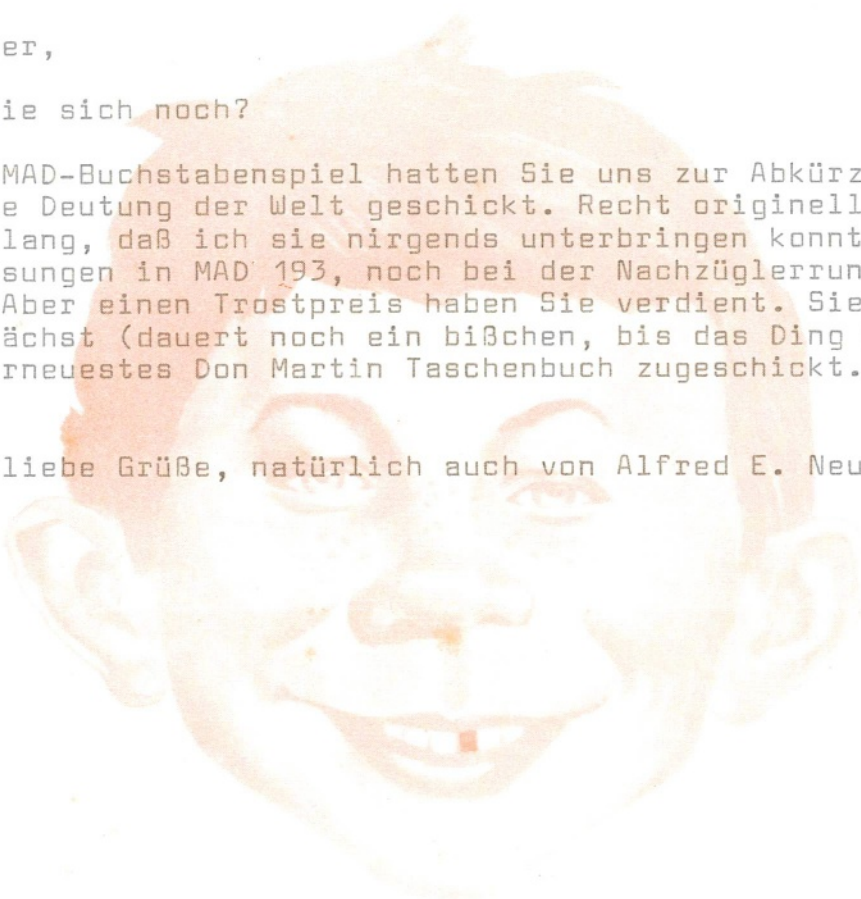 er,
ie sich noch?
MAD-Buchstabenspiel hatten Sie uns zur Abkürz
e Deutung der Welt geschickt. Recht originell
lang, daß ich sie nirgends unterbringen konnt
sungen in MAD 193, noch bei der Nachzüglerrun
Aber einen Trostpreis haben Sie verdient. Sie
ächst (dauert noch ein bißchen, bis das Ding
rneuestes Don Martin Taschenbuch zugeschickt.
liebe Grüße, natürlich auch von Alfred E. Neu